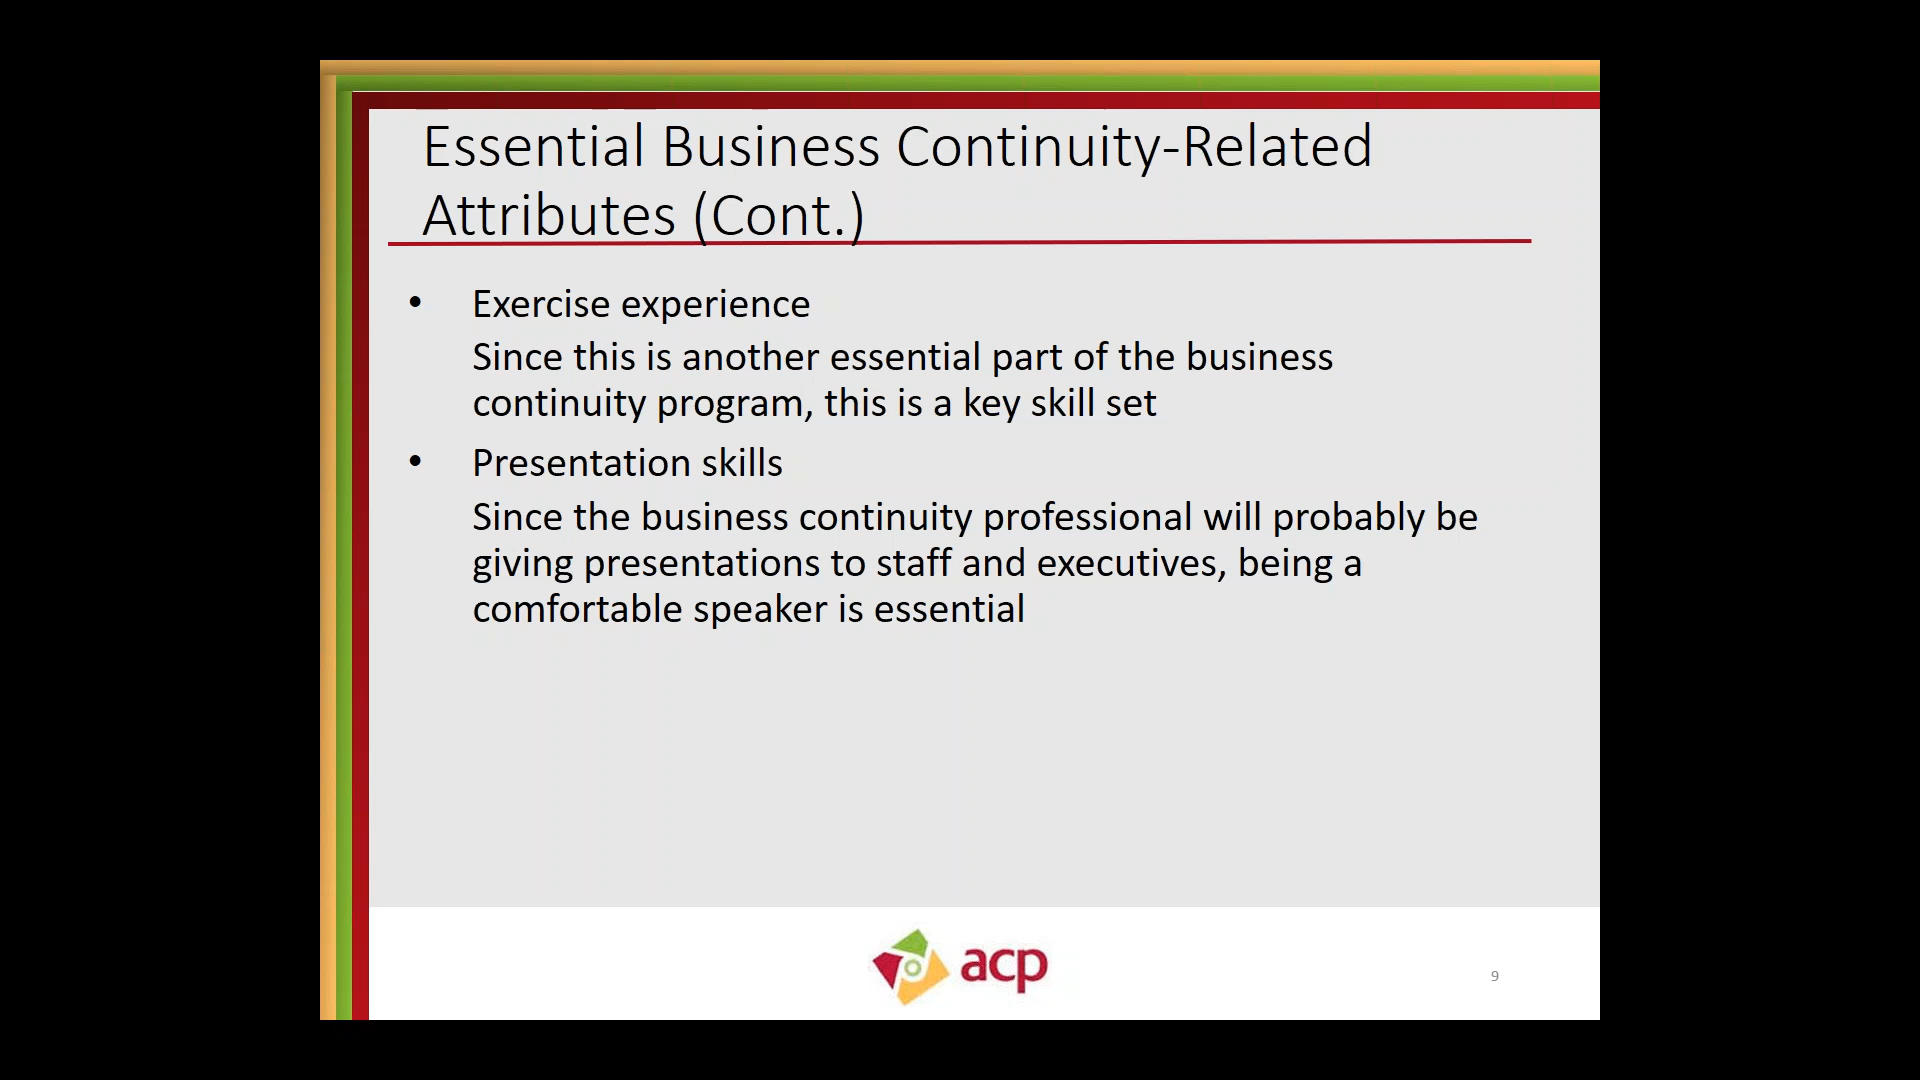 Essential Business Continuity-Related
Attributes (Cont.)
• Exercise experience
Since this is another essential part of the business
continuity program, this is a key skill set
• Presentation skills
Since the business continuity professional will probably be
giving presentations to staff and executives, being a
comfortable speaker is essential
acp
9